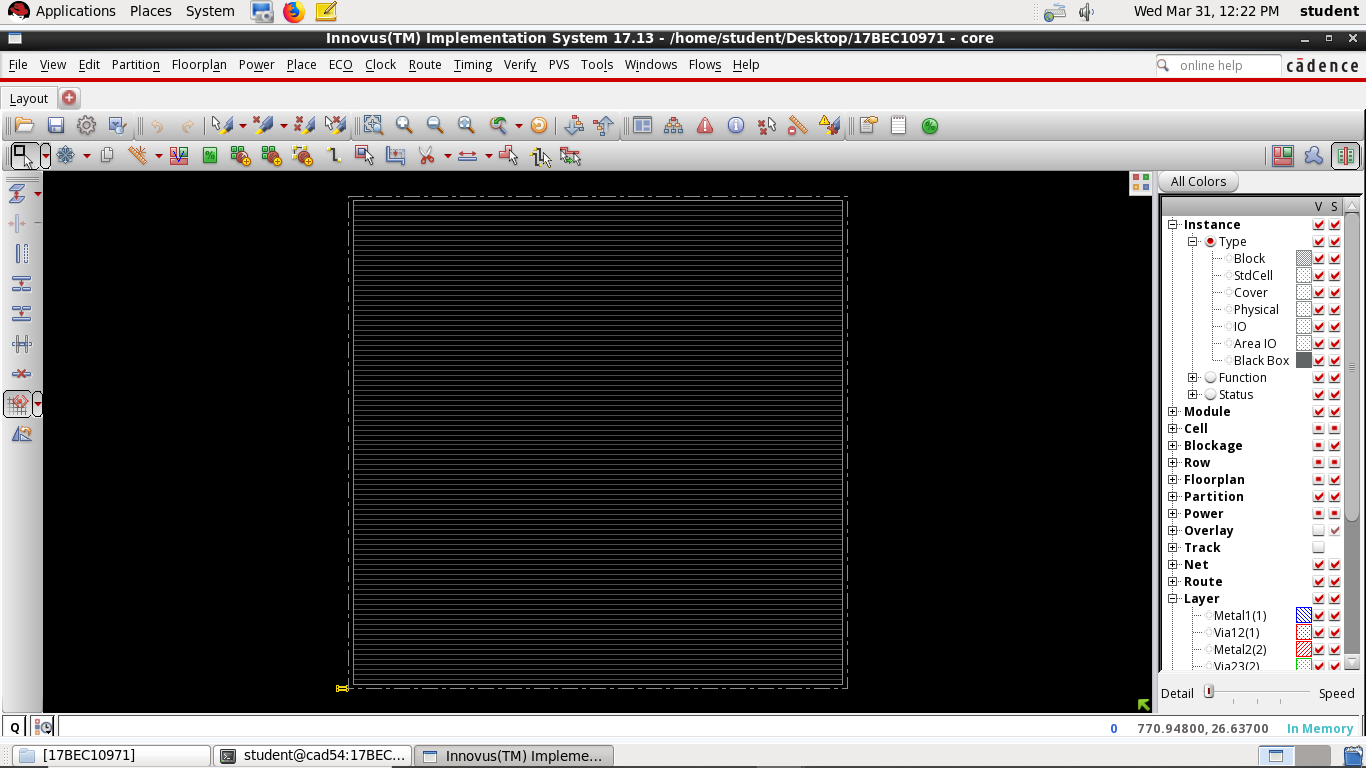 Applications Places System Wed Mar 31, 12:22 PM student
Innovus(TM) Implementation System 17.13 - /home/student/Desktop/17BEC10971 - core
File View Edit Partition Floorplan Power Place ECO Clock Route Timing Verify PVS Tools Windows Flows Help online help cādence
Layout
All Colors
V S
Instance
Type
Block
StdCell
Cover
Physical
IO
Area IO
Black Box
Function
Status
Module
Cell
Blockage
Row
Floorplan
Partition
Power
Overlay
Track
Net
Route
Layer
Metal1(1)
Via12(1)
Metal2(2)
Via23(2)
Detail Speed
Q 0 770.94800, 26.63700 In Memory
[17BEC10971] student@cad54:17BEC... Innovus(TM) Impleme...